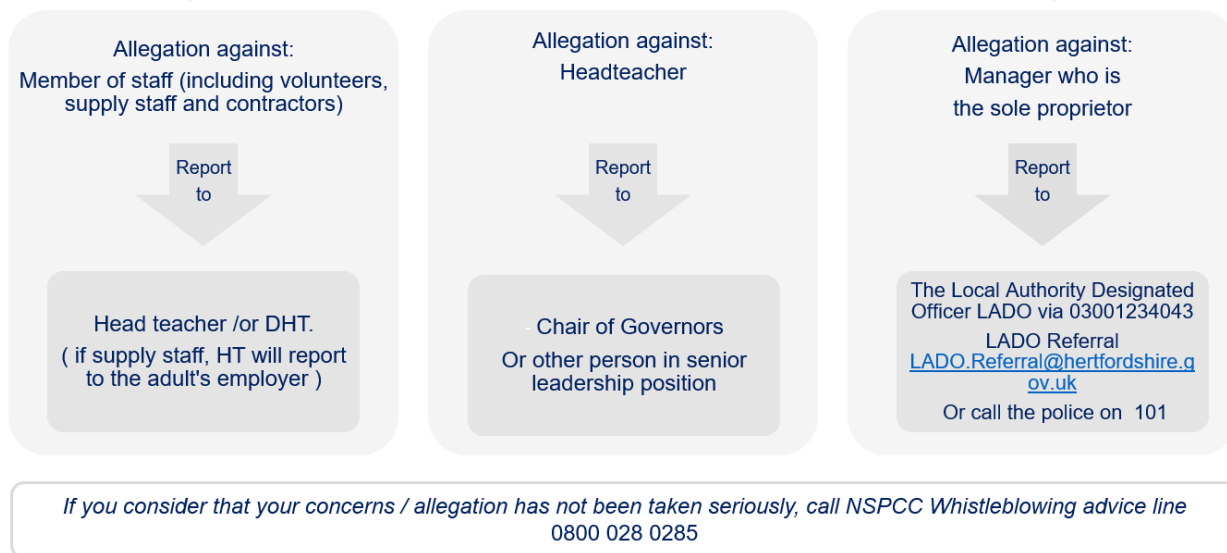 Allegation against:
Member of staff (including volunteers,
supply staff and contractors)
Report
to
Head teacher /or DHT.
( if supply staff, HT will report
to the adult's employer )
Allegation against:
Headteacher
Report
to
- Chair of Governors
Or other person in senior
leadership position
Allegation against:
Manager who is
the sole proprietor
Report
to
The Local Authority Designated
Officer LADO via 03001234043
LADO Referral
LADO.Referral@hertfordshire.g
ov.uk
Or call the police on 101
If you consider that your concerns / allegation has not been taken seriously, call NSPCC Whistleblowing advice line
0800 028 0285